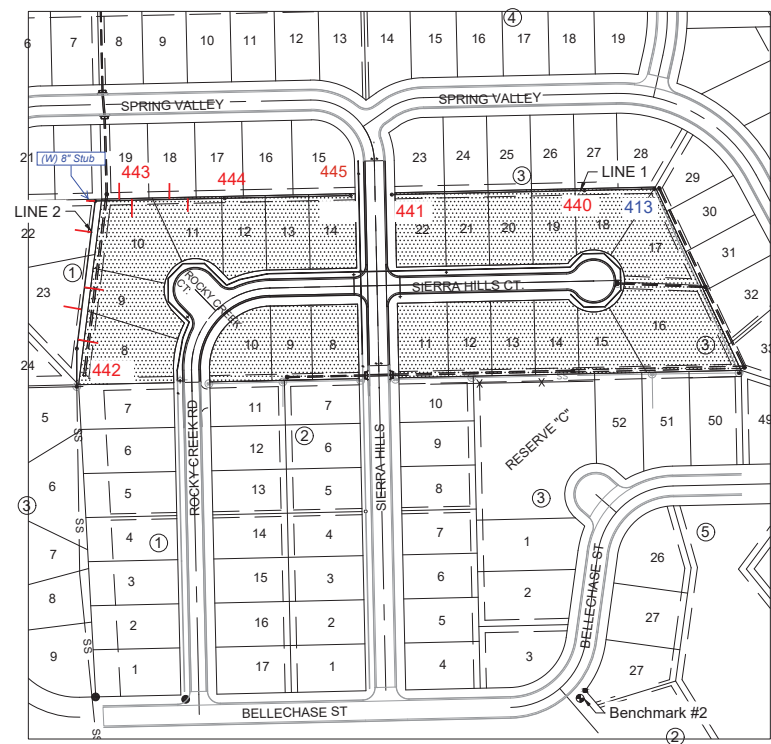 4
6 7 8 9 10 11 12 13 14 15 16 17 18 19
SPRING VALLEY
SPRING VALLEY
21 19 18 17 16 15 23 24 25 26 27 28
(W) 8" Stub
443 444 445
3
LINE 1
29
LINE 2
441 440 413
30
22
10 11 12 13 14 22 21 20 19 18 17
31
1
23
9
ROCKY CREEK
CT.
SIERRA HILLS CT.
32
8
10 9 8 11 12 13 14 15 16
3
33
24
442
SS
5 7 11 7 10 52 51 50 49
2
RESERVE "C"
6 12 6 9
6
SS
ROCKY CREEK RD
SIERRA HILLS
3
5 13 5 8
3
4
1
14 4 7
1
5
7
SS
3 15 3 6
26
8
2 16 2 5
2
27
BELLECHASE ST
9
SS
1 17 1 4
3
27
BELLECHASE ST
Benchmark #2
SS
2